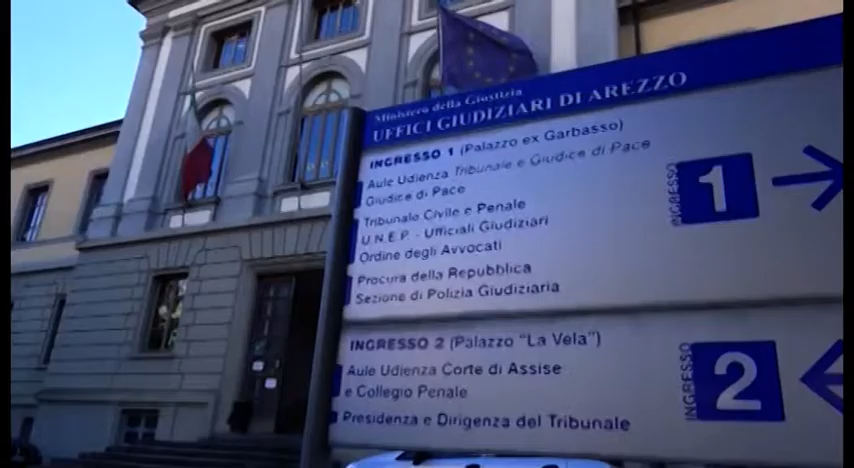 Ministero della Giustizia
UFFICI GIUDIZIARI DI AREZZO
INGRESSO 1 (Palazzo ex Garbasso)
Aule Udienza Tribunale e Giudice di Pace
Giudice di Pace
Tribunale Civile e Penale
U.N.E.P. - Ufficiali Giudiziari
Ordine degli Avvocati
Procura della Repubblica
Sezione di Polizia Giudiziaria
INGRESSO
1
INGRESSO 2 (Palazzo "La Vela")
Aule Udienza Corte di Assise
e Collegio Penale
Presidenza e Dirigenza del Tribunale
INGRESSO
2